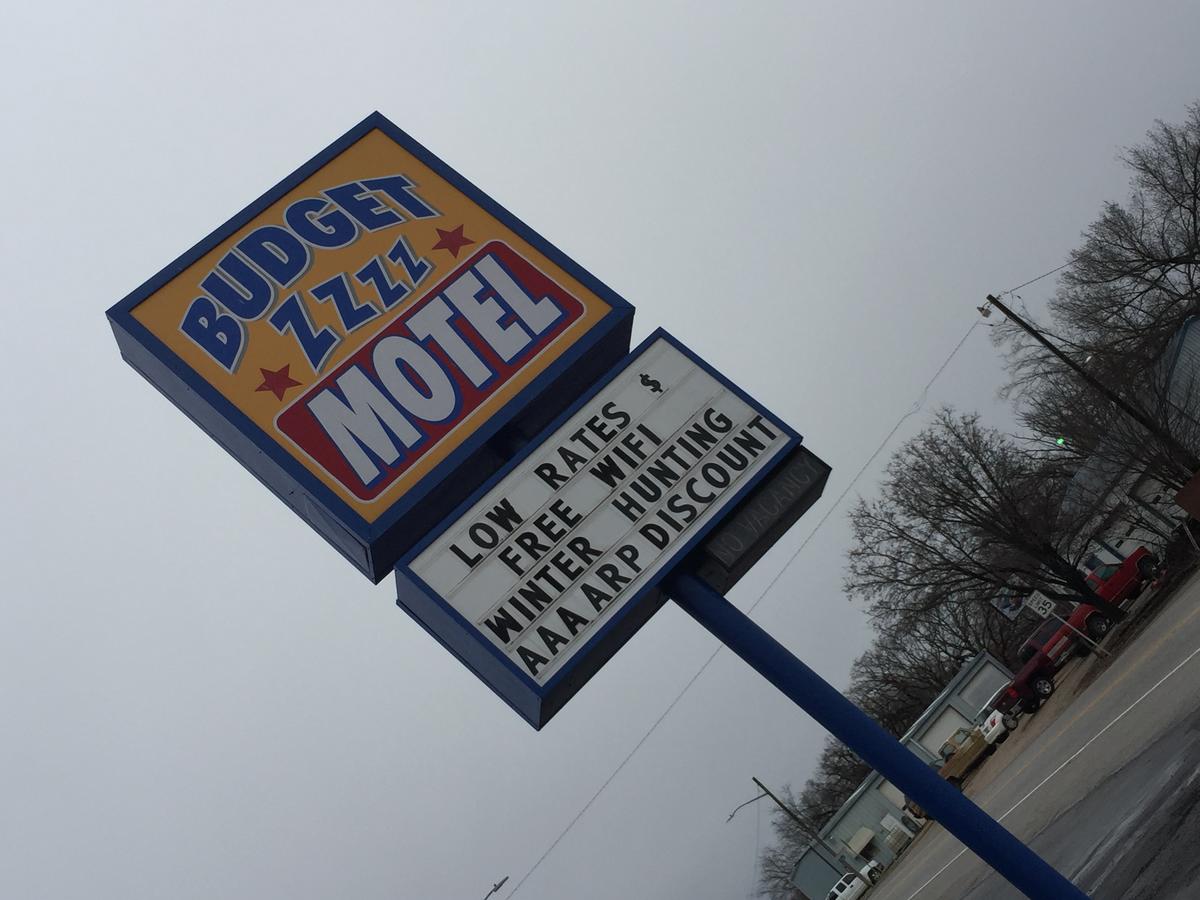 BUDGET
ZZZZ
MOTEL
LOW RATES $
FREE WIFI
WINTER HUNTING
AAA ARP DISCOUNT
NO VACANCY
35